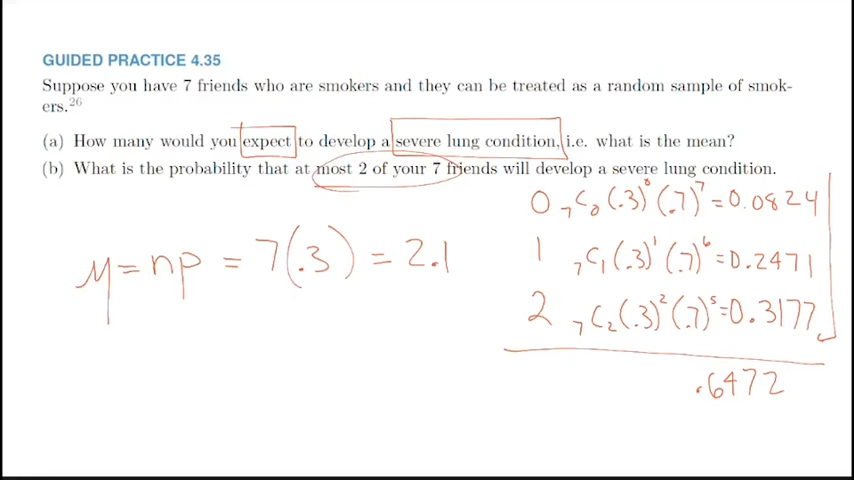 GUIDED PRACTICE 4.35
Suppose you have 7 friends who are smokers and they can be treated as a random sample of smok-
ers.²⁶
(a) How many would you expect to develop a severe lung condition, i.e. what is the mean?
(b) What is the probability that at most 2 of your 7 friends will develop a severe lung condition.
μ = np = 7(.3) = 2.1
0 ₇C₀(.3)⁰(.7)⁷ = 0.0824
1 ₇C₁(.3)¹(.7)⁶ = 0.2471
2 ₇C₂(.3)²(.7)⁵ = 0.3177
.6472